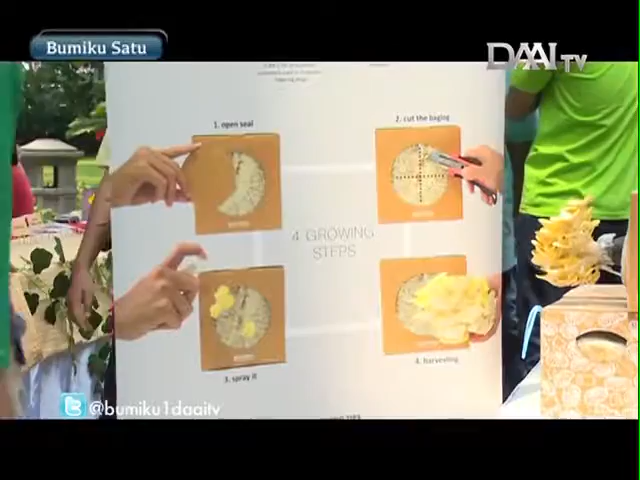 Bumiku Satu
DAAI TV
1. open seal
2. cut the baging
4 GROWING
STEPS
3. spray it
4. harvesting
@bumiku1daaitv